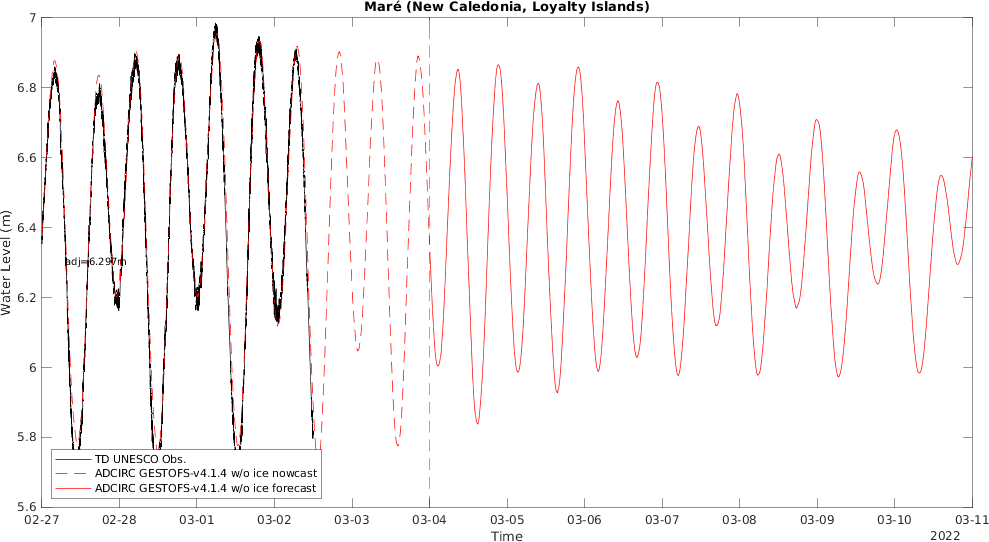 Maré (New Caledonia, Loyalty Islands)
7
6.8
6.6
6.4
6.2
6
5.8
5.6
Water Level (m)
adj=6.297m
TD UNESCO Obs.
ADCIRC GESTOFS-v4.1.4 w/o ice nowcast
ADCIRC GESTOFS-v4.1.4 w/o ice forecast
02-27 02-28 03-01 03-02 03-03 03-04 03-05 03-06 03-07 03-08 03-09 03-10 03-11
Time
2022